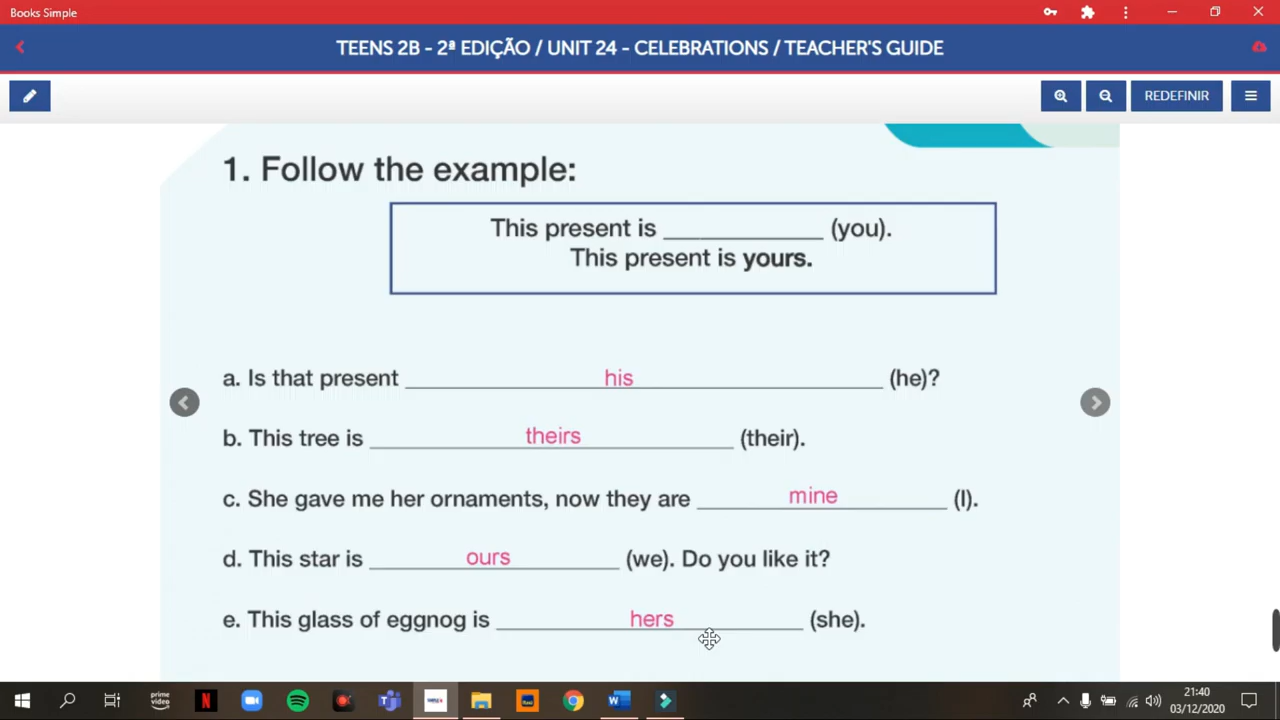 Books Simple
TEENS 2B - 2ª EDIÇÃO / UNIT 24 - CELEBRATIONS / TEACHER'S GUIDE
REDEFINIR
1. Follow the example:
This present is ____________ (you).
This present is yours.
a. Is that present his (he)?
b. This tree is theirs (their).
c. She gave me her ornaments, now they are mine (I).
d. This star is ours (we). Do you like it?
e. This glass of eggnog is hers (she).
prime
video
21:40
03/12/2020